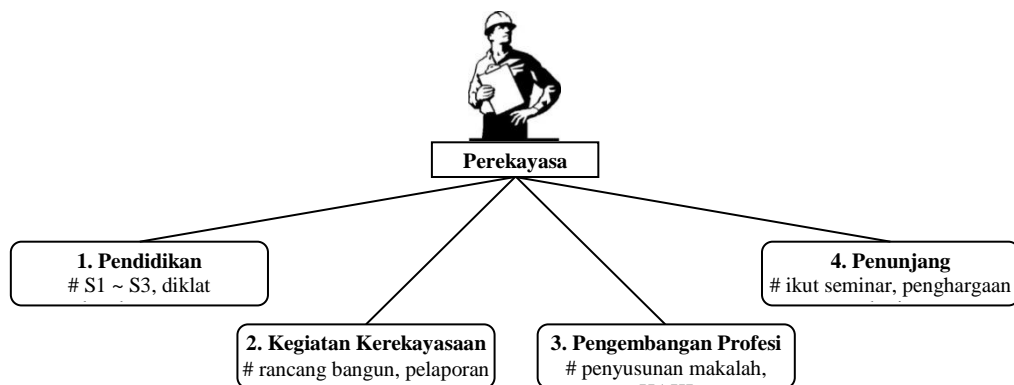 Perekayasa
1. Pendidikan
# S1 ~ S3, diklat
4. Penunjang
# ikut seminar, penghargaan
2. Kegiatan Kerekayasaan
# rancang bangun, pelaporan
3. Pengembangan Profesi
# penyusunan makalah,